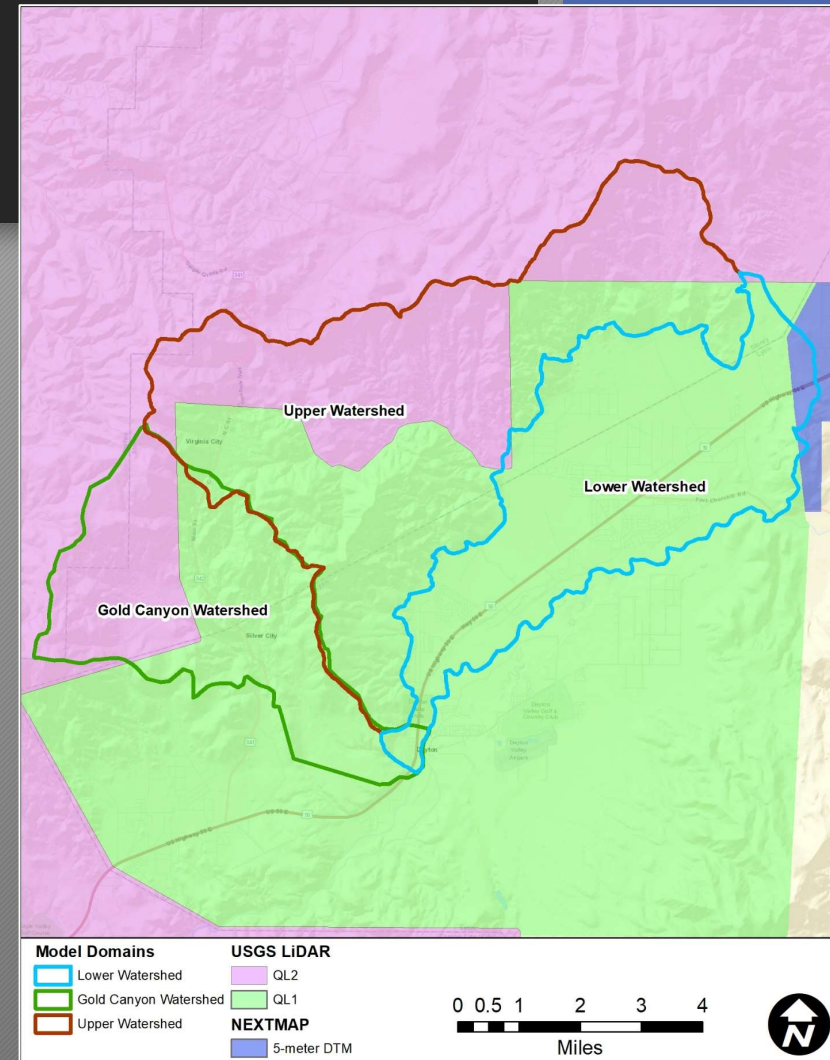 Upper Watershed
Virginia City
Lower Watershed
Gold Canyon Watershed
Silver City
Dayton
Model Domains
Lower Watershed
Gold Canyon Watershed
Upper Watershed
USGS LiDAR
QL2
QL1
NEXTMAP
5-meter DTM
0 0.5 1 2 3 4
Miles
N